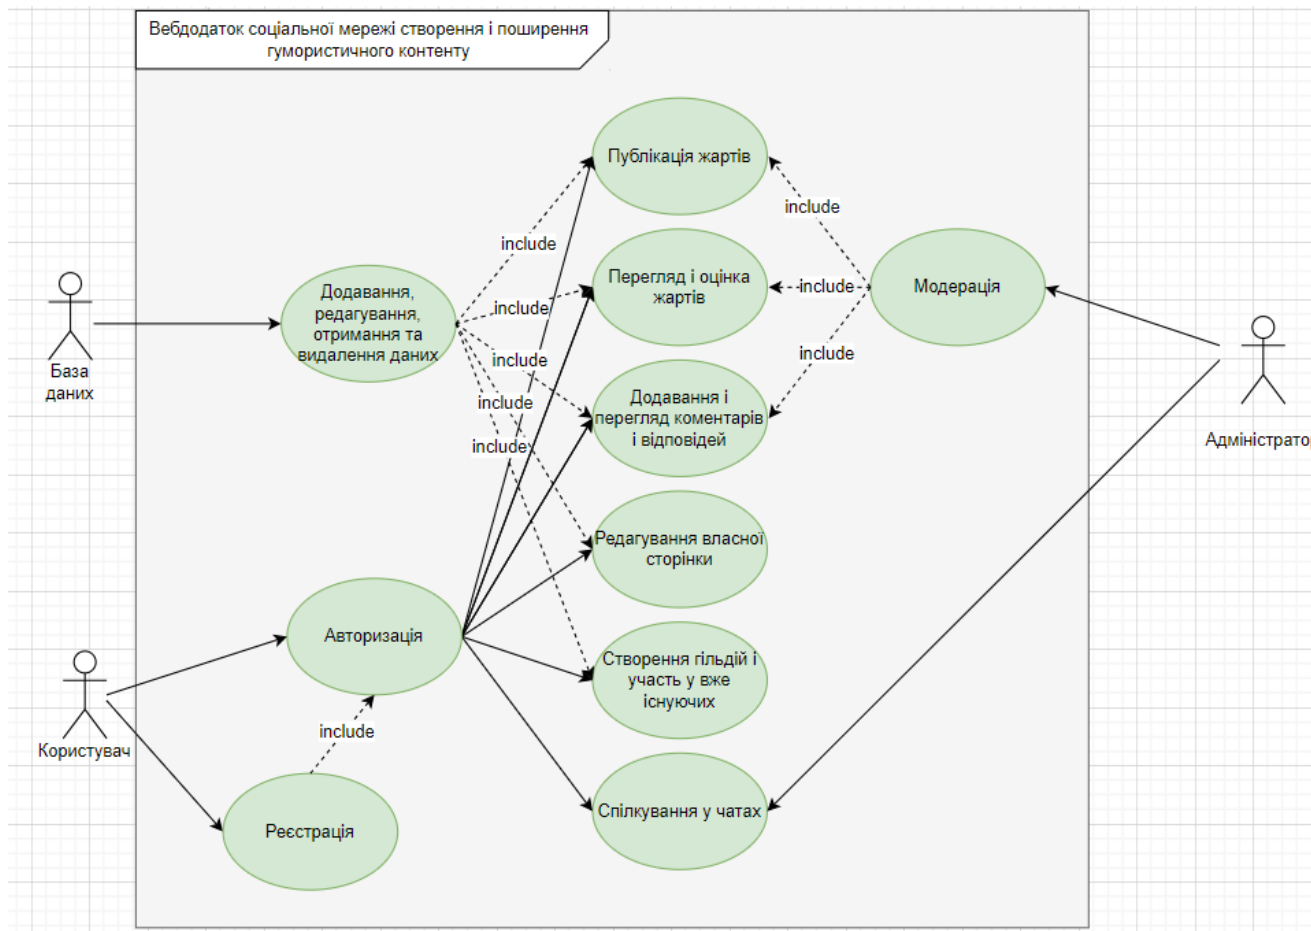 Вебдодаток соціальної мережі створення і поширення
гумористичного контенту
Публікація жартів
include
include
Перегляд і оцінка
жартів
include
include
Модерація
Додавання,
редагування,
отримання та
видалення даних
База
даних
include
include
include
include
Додавання і
перегляд коментарів
і відповідей
Адміністратор
Редагування власної
сторінки
Авторизація
Створення гільдій і
участь у вже
існуючих
Користувач
include
Реєстрація
Спілкування у чатах